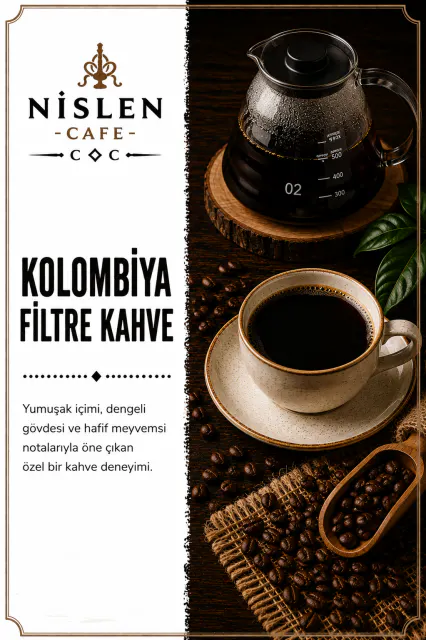 NİSLEN
- CAFE -
C C
KOLOMBİYA
FİLTRE KAHVE
Yumuşak içimi, dengeli
gövdesi ve hafif meyvemsi
notalarıyla öne çıkan
özel bir kahve deneyimi.
500
400
02
300